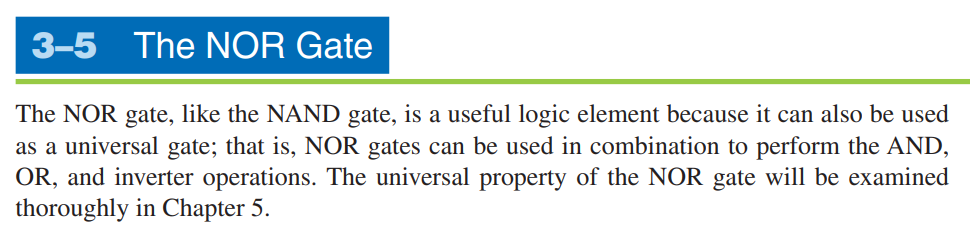 3–5 The NOR Gate
The NOR gate, like the NAND gate, is a useful logic element because it can also be used
as a universal gate; that is, NOR gates can be used in combination to perform the AND,
OR, and inverter operations. The universal property of the NOR gate will be examined
thoroughly in Chapter 5.